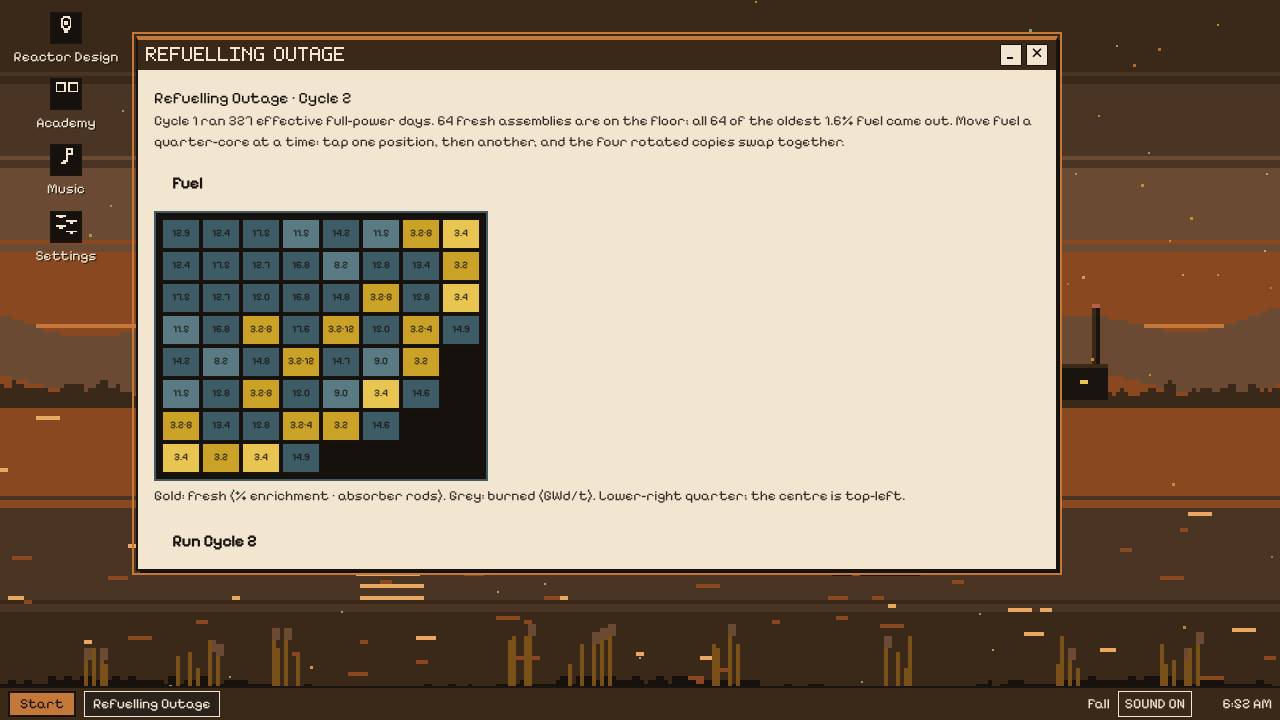 Reactor Design
Academy
Music
Settings
REFUELLING OUTAGE
Refuelling Outage · Cycle 2
Cycle 1 ran 327 effective full-power days. 64 fresh assemblies are on the floor; all 64 of the oldest 1.6% fuel came out. Move fuel a
quarter-core at a time: tap one position, then another, and the four rotated copies swap together.
Fuel
12.9 12.4 17.2 11.2 14.2 11.2 3.2·8 3.4
12.4 17.2 12.7 16.8 8.2 15.8 13.4 3.2
17.2 12.7 15.0 16.8 14.8 3.2·8 15.8 3.4
11.2 16.8 3.2·8 17.6 3.2·12 15.0 3.2·4 14.9
14.2 8.2 14.8 3.2·12 14.7 9.0 3.2
11.2 15.8 3.2·8 15.0 9.0 3.4 14.6
3.2·8 13.4 15.8 3.2·4 3.2 14.6
3.4 3.2 3.4 14.9
Gold: fresh (% enrichment · absorber rods). Grey: burned (GWd/t). Lower-right quarter; the centre is top-left.
Run Cycle 2
Start
Refuelling Outage
Fall
SOUND ON
6:52 AM